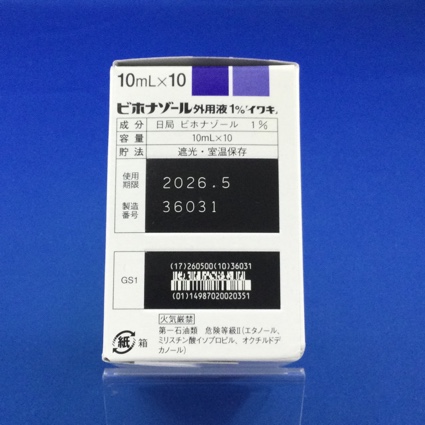 10mL×10
ビホナゾール外用液1%「イワキ」
成分 日局 ビホナゾール 1%
容量 10mL×10
貯法 遮光・室温保存
使用期限 2026.5
製造番号 36031
(17)260500(10)36031
GS1
(01)14987020020351
火気厳禁
第一石油類 危険等級Ⅱ(エタノール、
ミリスチン酸イソプロピル、オクチルドデ
カノール)
紙 箱